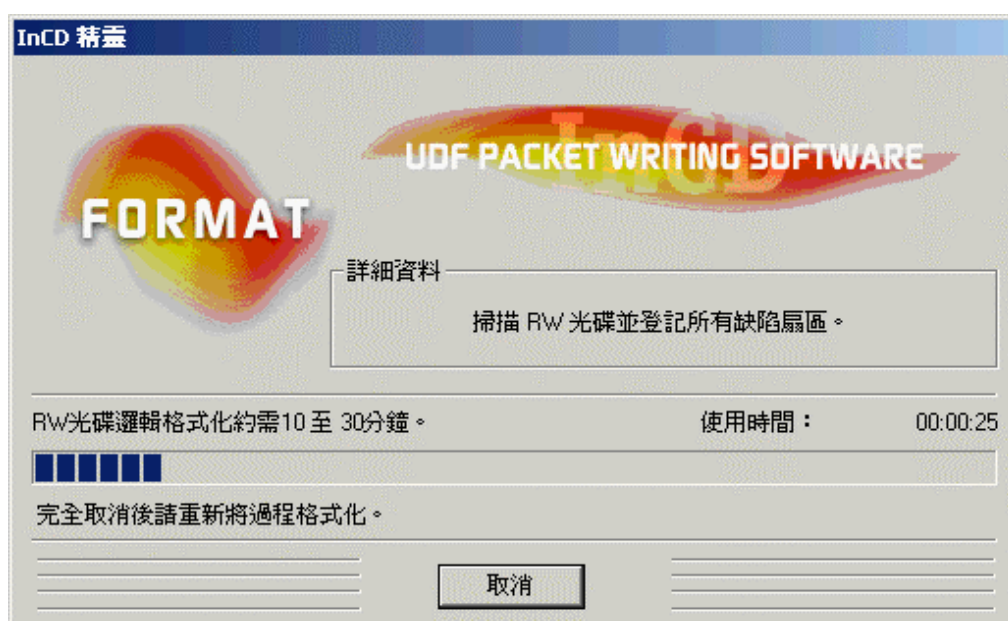 InCD 精靈
UDF PACKET WRITING SOFTWARE
InCD
FORMAT
詳細資料
掃描 RW 光碟並登記所有缺陷扇區。
RW光碟邏輯格式化約需10 至 30分鐘。 使用時間： 00:00:25
完全取消後請重新將過程格式化。
取消